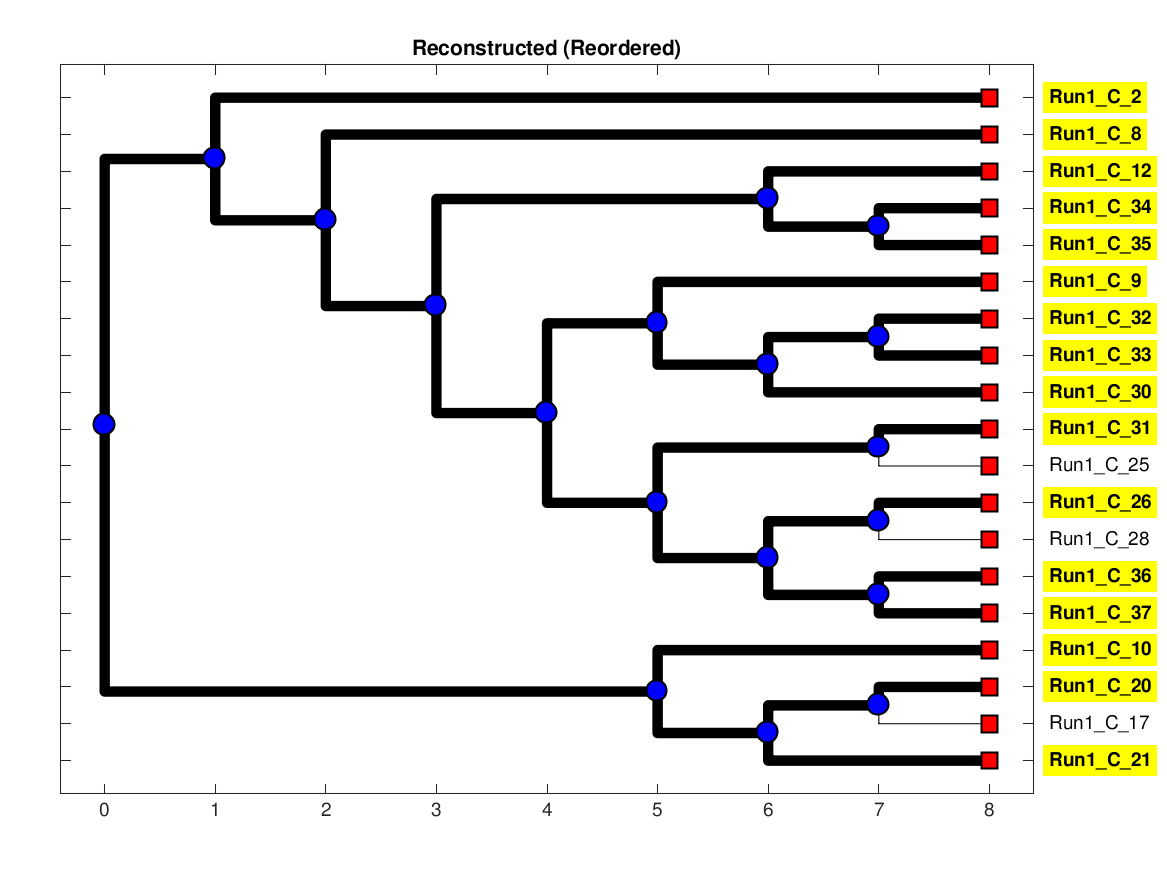 Reconstructed (Reordered)
Run1_C_2
Run1_C_8
Run1_C_12
Run1_C_34
Run1_C_35
Run1_C_9
Run1_C_32
Run1_C_33
Run1_C_30
Run1_C_31
Run1_C_25
Run1_C_26
Run1_C_28
Run1_C_36
Run1_C_37
Run1_C_10
Run1_C_20
Run1_C_17
Run1_C_21
0 1 2 3 4 5 6 7 8